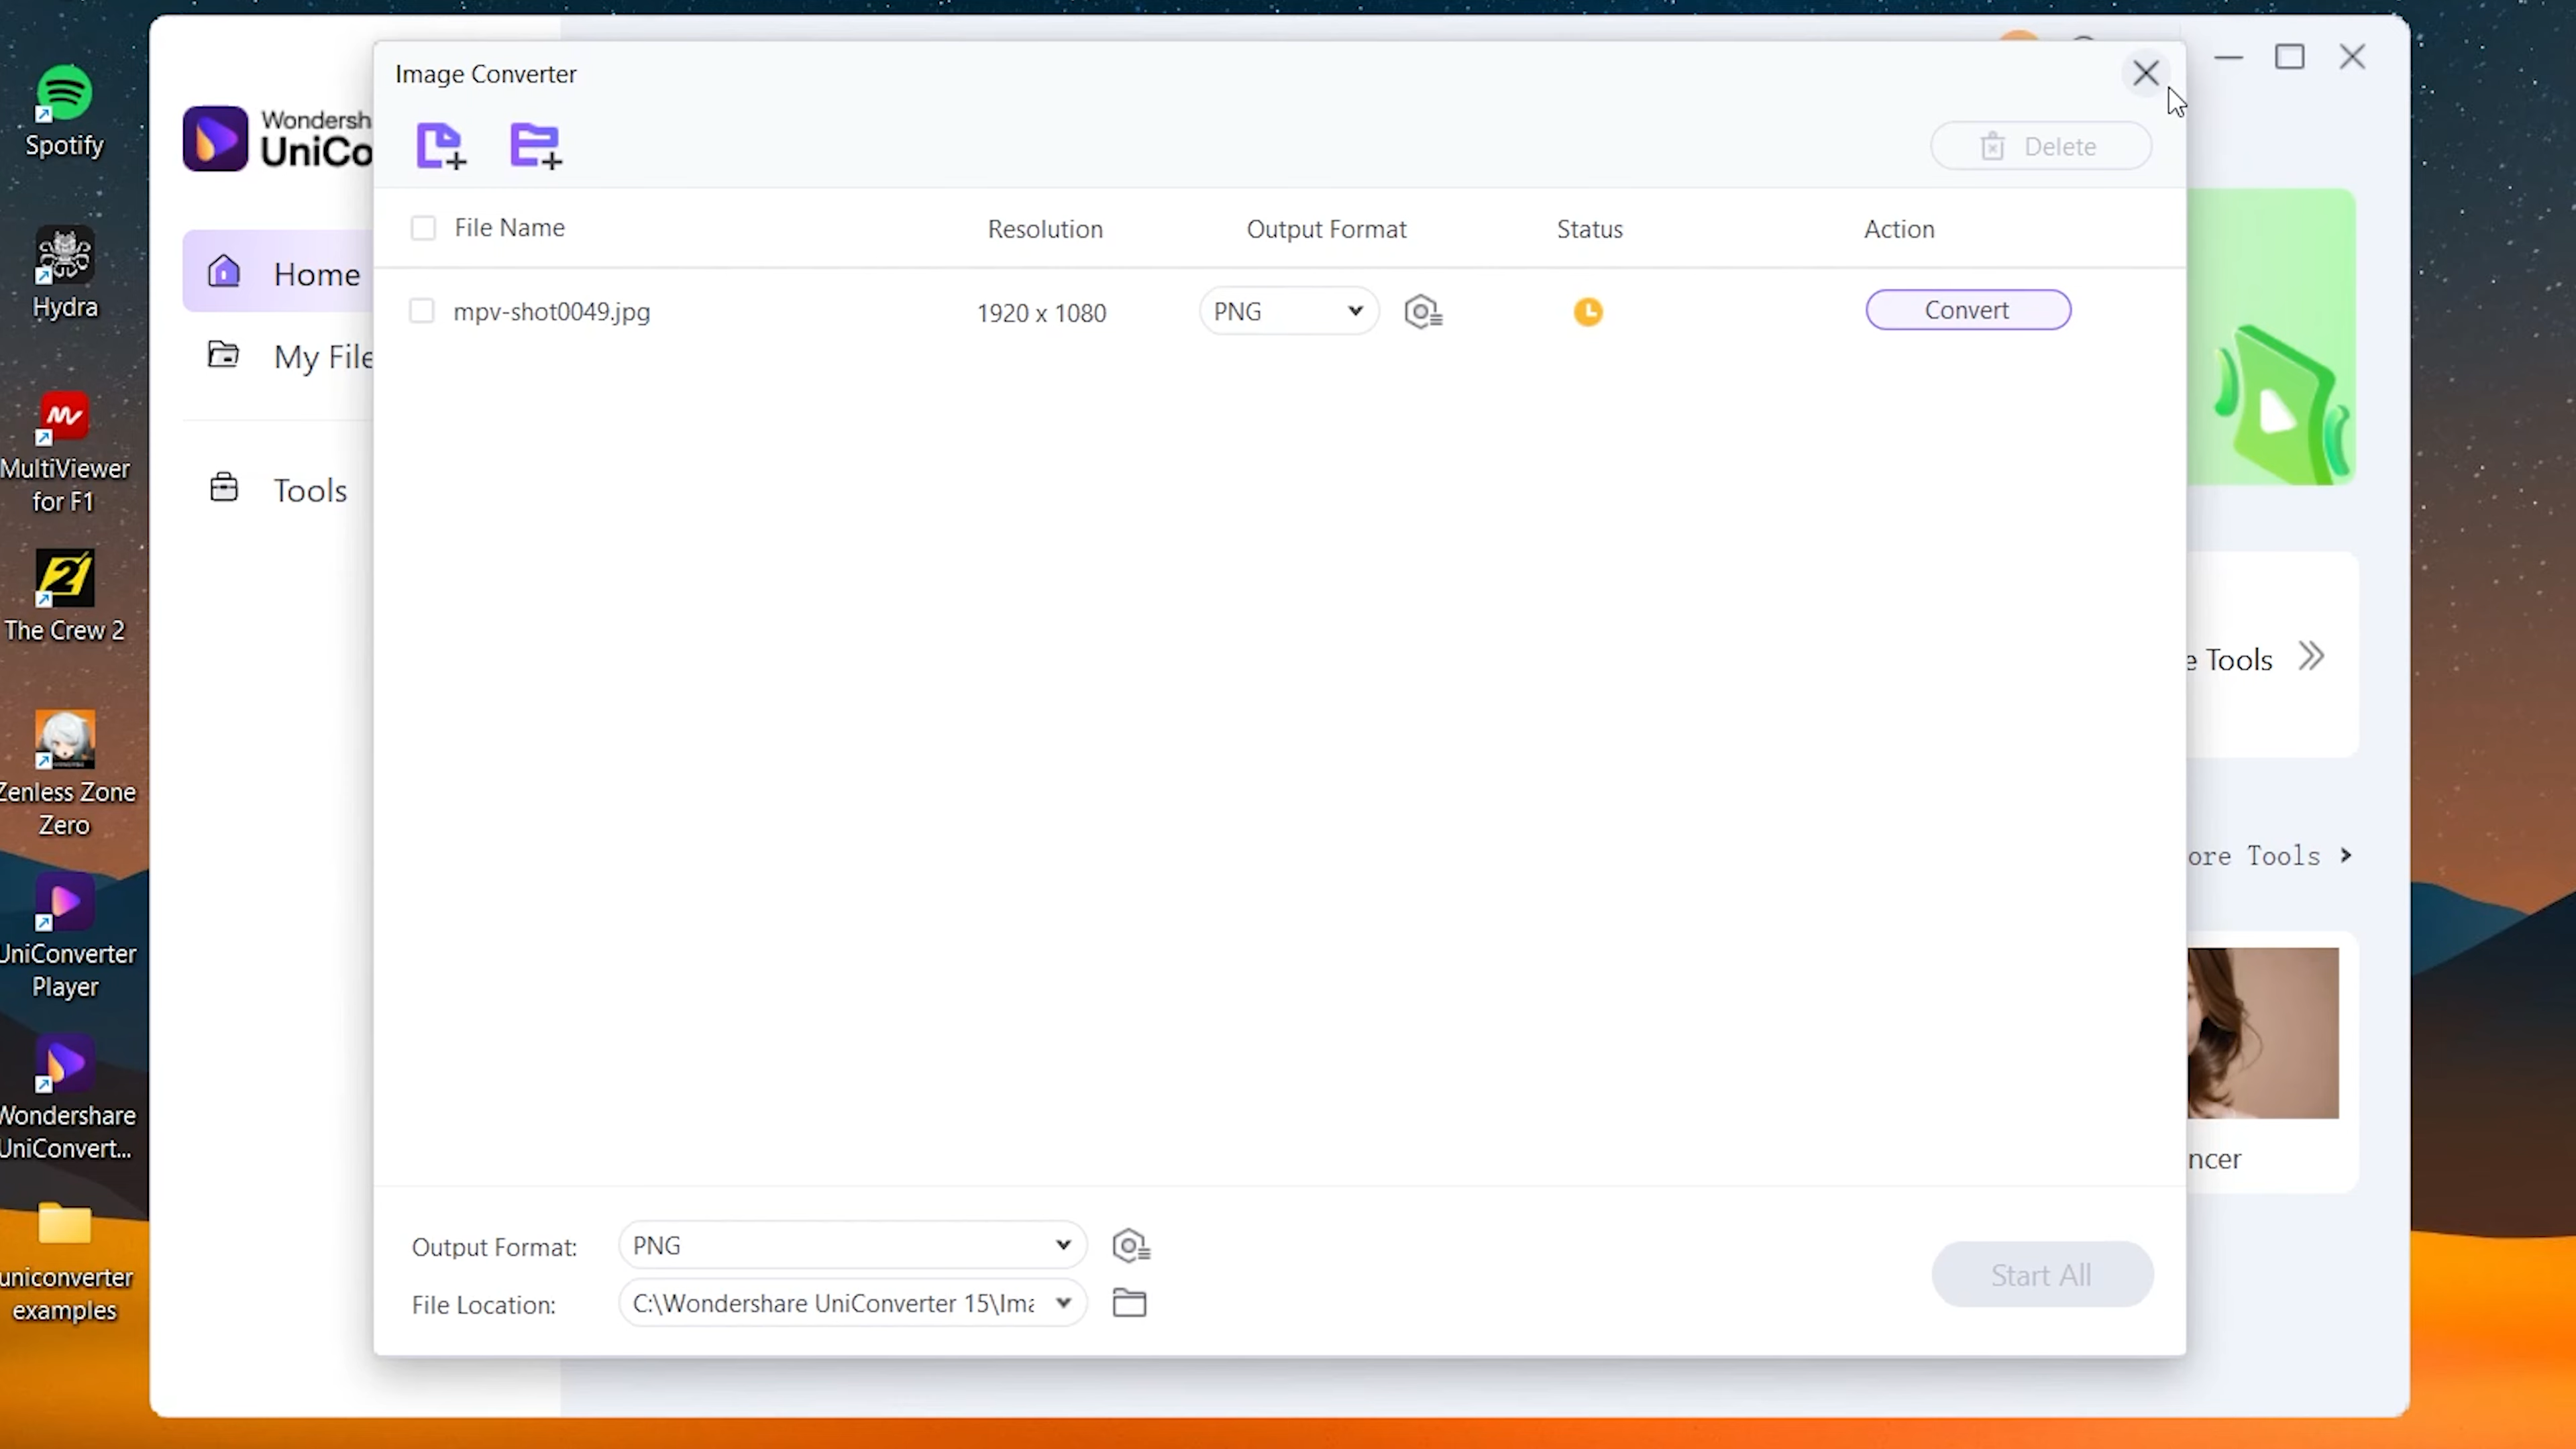 Spotify
Hydra
MultiViewer
for F1
The Crew 2
Zenless Zone
Zero
UniConverter
Player
Wondershare
UniConvert...
uniconverter
examples
Wondersh
UniCo
Home
My File
Tools
Image Converter
Delete
File Name
Resolution
Output Format
Status
Action
mpv-shot0049.jpg
1920 x 1080
PNG
Convert
Output Format:
PNG
File Location:
C:\Wondershare UniConverter 15\Ima
Start All
e Tools
ore Tools
ncer